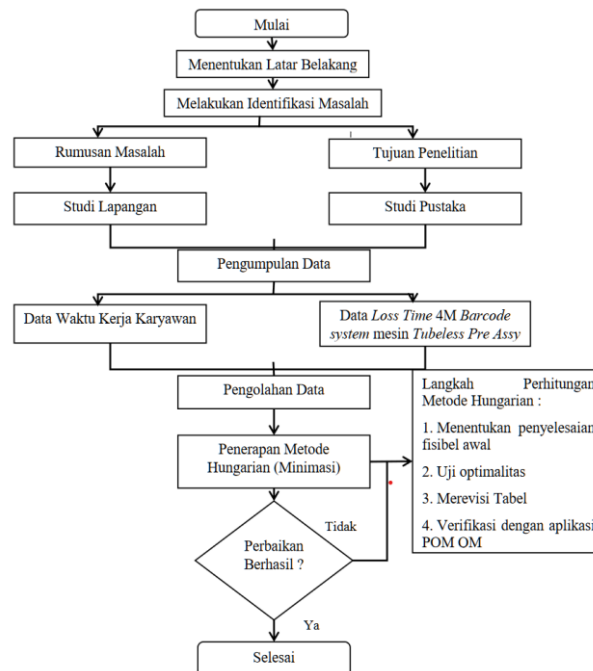 Mulai
Menentukan Latar Belakang
Melakukan Identifikasi Masalah
Rumusan Masalah
Tujuan Penelitian
Studi Lapangan
Studi Pustaka
Pengumpulan Data
Data Waktu Kerja Karyawan
Data Loss Time 4M Barcode
system mesin Tubeless Pre Assy
Pengolahan Data
Penerapan Metode
Hungarian (Minimasi)
Langkah Perhitungan
Metode Hungarian :
1. Menentukan penyelesaian
fisibel awal
2. Uji optimalitas
3. Merevisi Tabel
4. Verifikasi dengan aplikasi
POM OM
Perbaikan
Berhasil ?
Tidak
Ya
Selesai